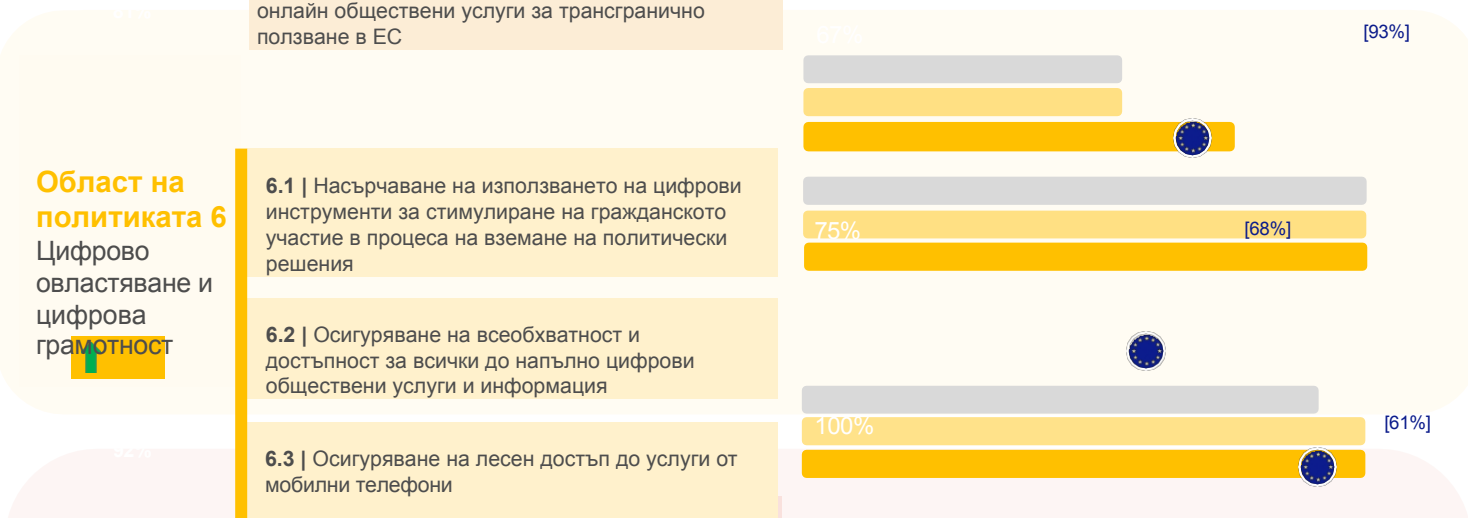 онлайн обществени услуги за трансгранично
ползване в ЕС
[93%]
Област на
политиката 6
Цифрово
овластяване и
цифрова
грамотност
92%
6.1 | Насърчаване на използването на цифрови
инструменти за стимулиране на гражданското
участие в процеса на вземане на политически
решения
75%
[68%]
6.2 | Осигуряване на всеобхватност и
достъпност за всички до напълно цифрови
обществени услуги и информация
100%
[61%]
6.3 | Осигуряване на лесен достъп до услуги от
мобилни телефони